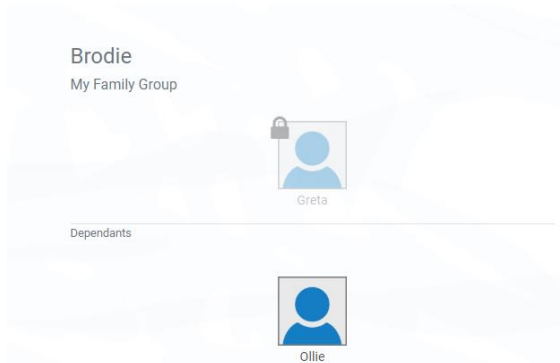 Brodie
My Family Group
Greta
Dependants
Ollie